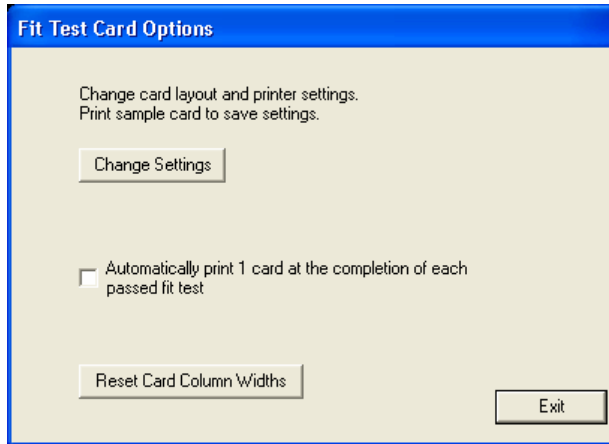 Fit Test Card Options
Change card layout and printer settings.
Print sample card to save settings.
Change Settings
Automatically print 1 card at the completion of each
passed fit test
Reset Card Column Widths
Exit